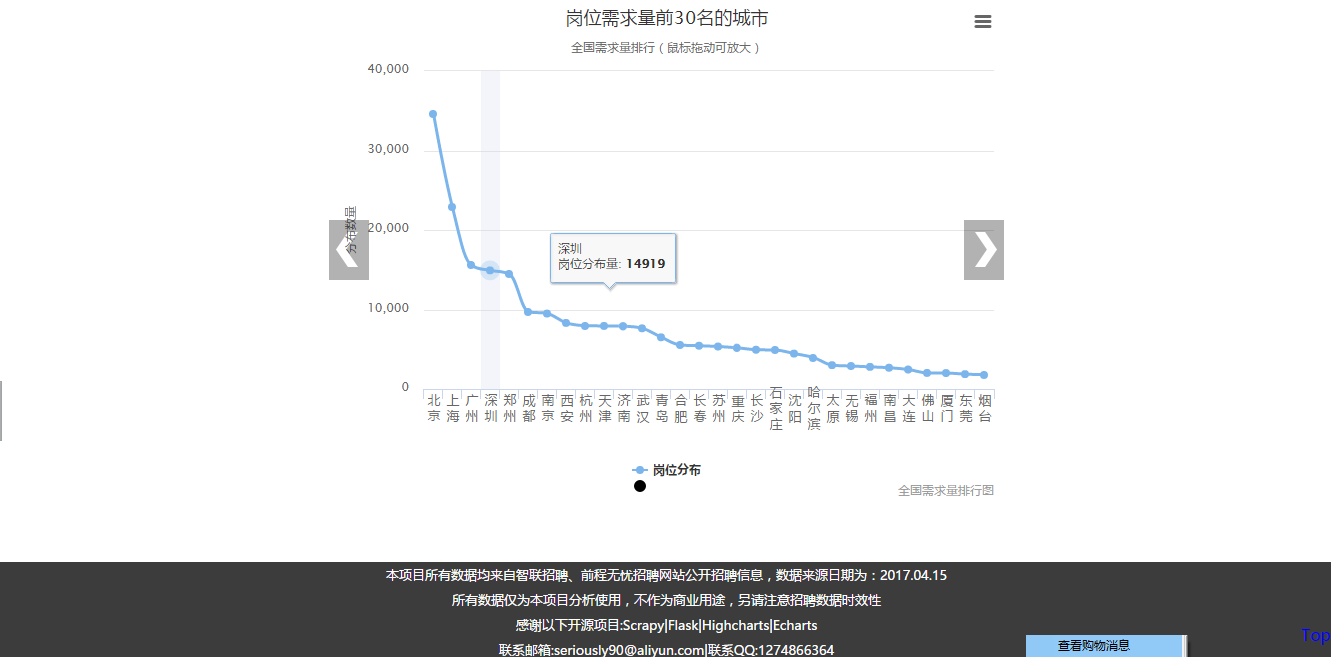 岗位需求量前30名的城市
全国需求量排行（鼠标拖动可放大）
40,000
30,000
20,000
10,000
0
分布数量
深圳
岗位分布量: 14919
北京 上海 广州 深圳 郑州 成都 南京 西安 杭州 天津 济南 武汉 青岛 合肥 长春 苏州 重庆 长沙 石家庄 沈阳 哈尔滨 太原 无锡 福州 南昌 大连 佛山 厦门 东莞 烟台
岗位分布
全国需求量排行图
本项目所有数据均来自智联招聘、前程无忧招聘网站公开招聘信息，数据来源日期为：2017.04.15
所有数据仅为本项目分析使用，不作为商业用途，另请注意招聘数据时效性
感谢以下开源项目:Scrapy|Flask|Highcharts|Echarts
联系邮箱:seriously90@aliyun.com|联系QQ:1274866364
查看购物消息
Top